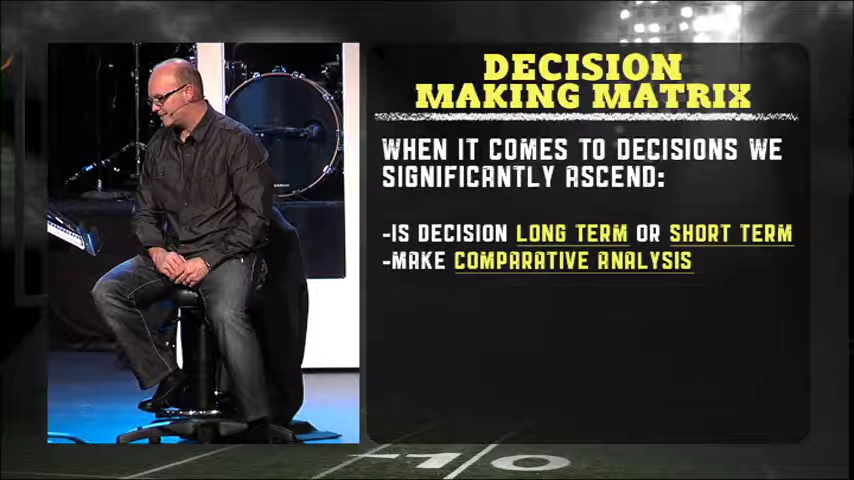 DECISION
MAKING MATRIX
WHEN IT COMES TO DECISIONS WE
SIGNIFICANTLY ASCEND:
-IS DECISION LONG TERM OR SHORT TERM
-MAKE COMPARATIVE ANALYSIS
-10